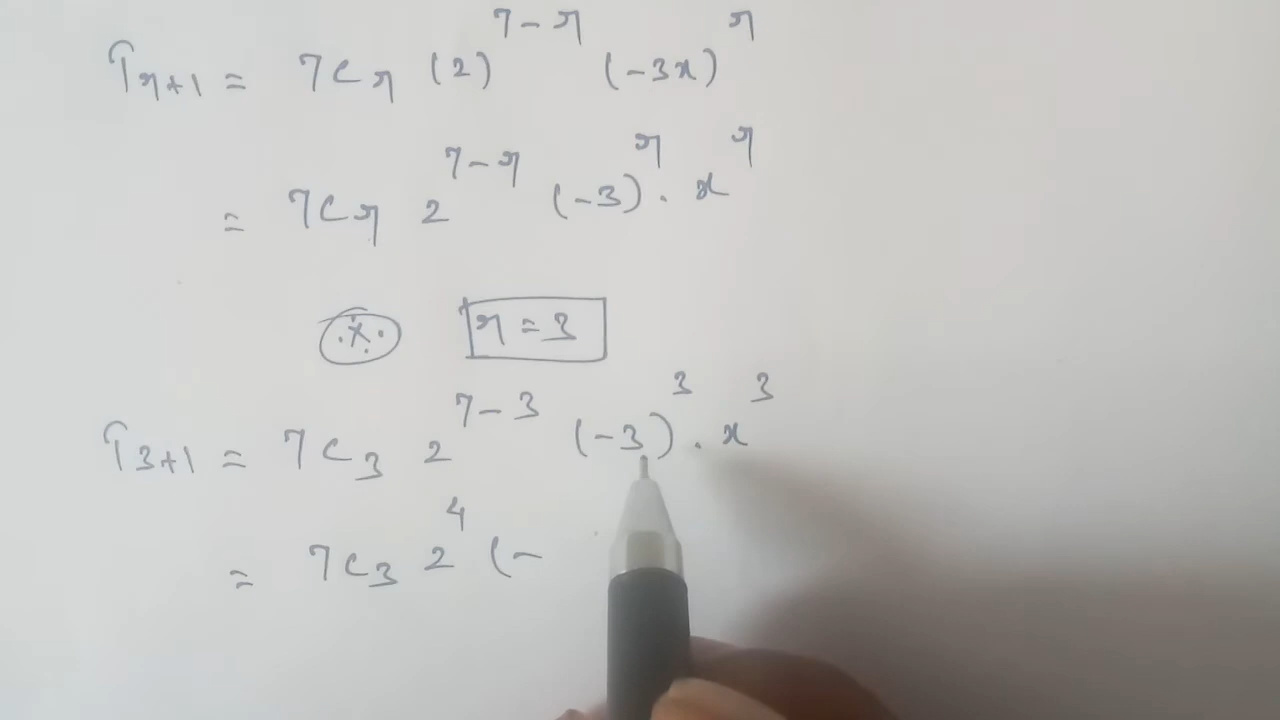 T_{r+1} = 7C_r (2)^{7-r} (-3x)^r
= 7C_r 2^{7-r} (-3)^r . x^r
x r = 3
T_{3+1} = 7C_3 2^{7-3} (-3)^3 . x^3
= 7C_3 2^4 (-